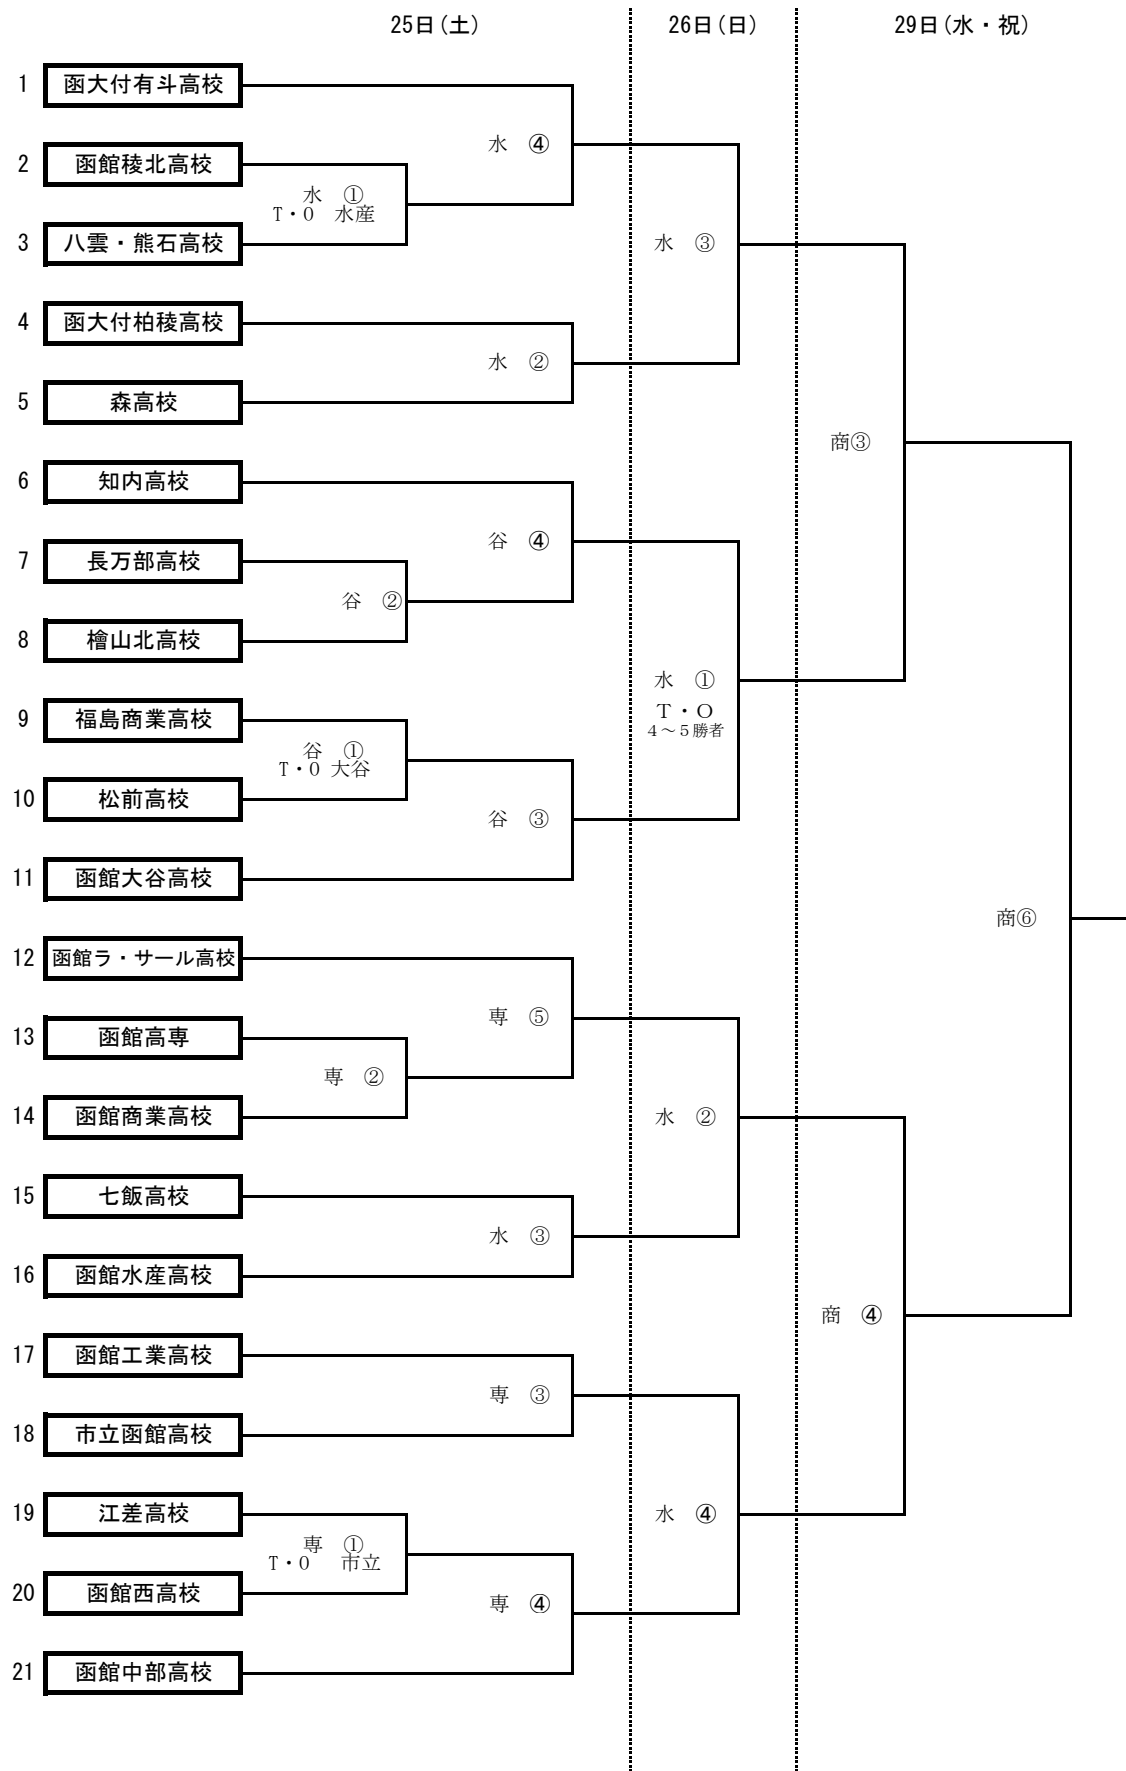 25日(土) 26日(日) 29日(水・祝)
1 函大付有斗高校
水 ④
2 函館稜北高校
水 ①
T・O 水産
3 八雲・熊石高校
水 ③
4 函大付柏稜高校
水 ②
5 森高校
商③
6 知内高校
谷 ④
7 長万部高校
谷 ②
8 檜山北高校
水 ①
T・O
4～5勝者
9 福島商業高校
谷 ①
T・O 大谷
10 松前高校
谷 ③
11 函館大谷高校
商⑥
12 函館ラ・サール高校
専 ⑤
13 函館高専
専 ②
14 函館商業高校
水 ②
15 七飯高校
水 ③
16 函館水産高校
商 ④
17 函館工業高校
専 ③
18 市立函館高校
19 江差高校
水 ④
専 ①
T・O 市立
20 函館西高校
専 ④
21 函館中部高校